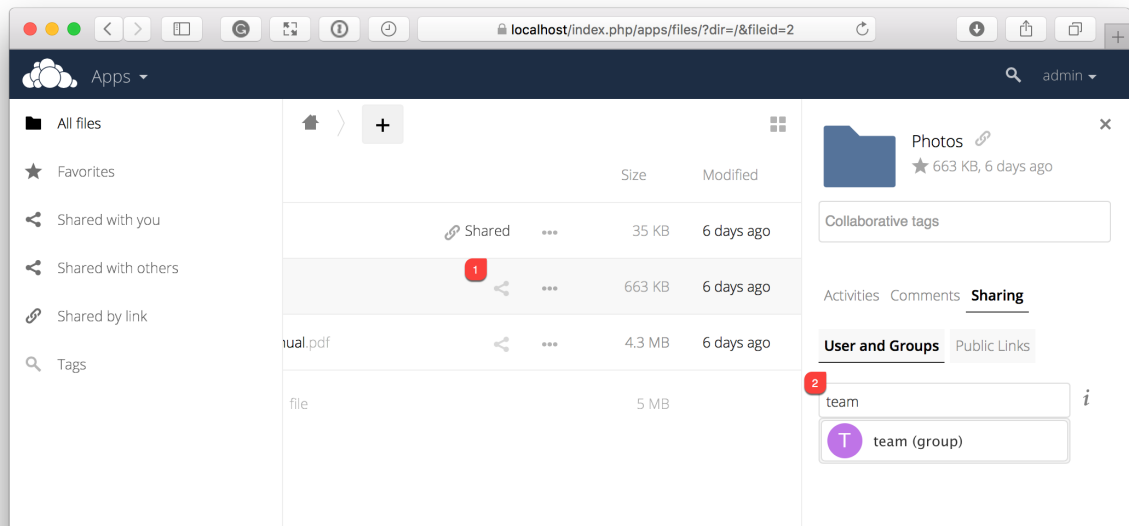 localhost/index.php/apps/files/?dir=/&fileid=2
Apps
admin
All files
Favorites
Shared with you
Shared with others
Shared by link
Tags
Size Modified
Shared 35 KB 6 days ago
1
663 KB 6 days ago
nual.pdf 4.3 MB 6 days ago
file 5 MB
Photos
663 KB, 6 days ago
Collaborative tags
Activities Comments Sharing
User and Groups Public Links
2
team
i
T team (group)